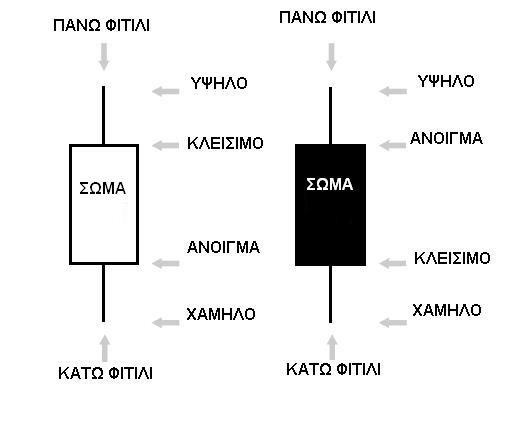 ΠΑΝΩ ΦΙΤΙΛΙ
ΥΨΗΛΟ
ΚΛΕΙΣΙΜΟ
ΣΩΜΑ
ΑΝΟΙΓΜΑ
ΧΑΜΗΛΟ
ΚΑΤΩ ΦΙΤΙΛΙ
ΠΑΝΩ ΦΙΤΙΛΙ
ΥΨΗΛΟ
ΑΝΟΙΓΜΑ
ΣΩΜΑ
ΚΛΕΙΣΙΜΟ
ΧΑΜΗΛΟ
ΚΑΤΩ ΦΙΤΙΛΙ